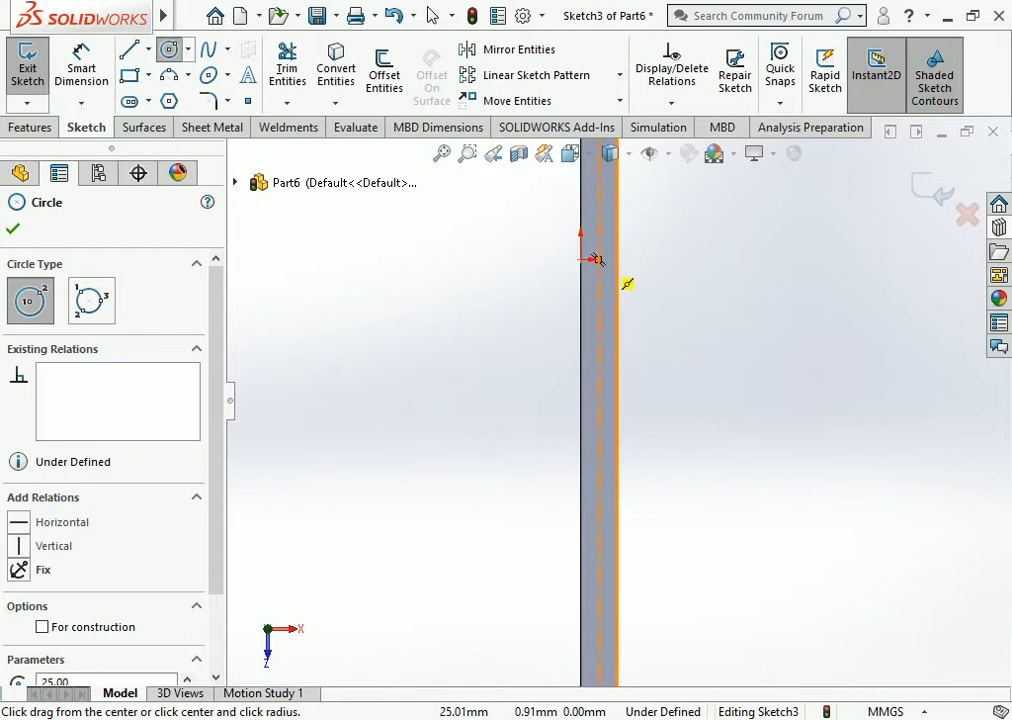 SOLIDWORKS
Sketch3 of Part6 *
Search Community Forum
?
Exit Sketch
Smart Dimension
Trim Entities
Convert Entities
Offset Entities
Offset On Surface
Mirror Entities
Linear Sketch Pattern
Move Entities
Display/Delete Relations
Repair Sketch
Quick Snaps
Rapid Sketch
Instant2D
Shaded Sketch Contours
Features
Sketch
Surfaces
Sheet Metal
Weldments
Evaluate
MBD Dimensions
SOLIDWORKS Add-Ins
Simulation
MBD
Analysis Preparation
Part6 (Default<<Default>...
Circle
?
Circle Type
Existing Relations
Under Defined
Add Relations
Horizontal
Vertical
Fix
Options
For construction
Parameters
25.00
X
Z
Model
3D Views
Motion Study 1
Click drag from the center or click center and click radius.
25.01mm
0.91mm
0.00mm
Under Defined
Editing Sketch3
MMGS